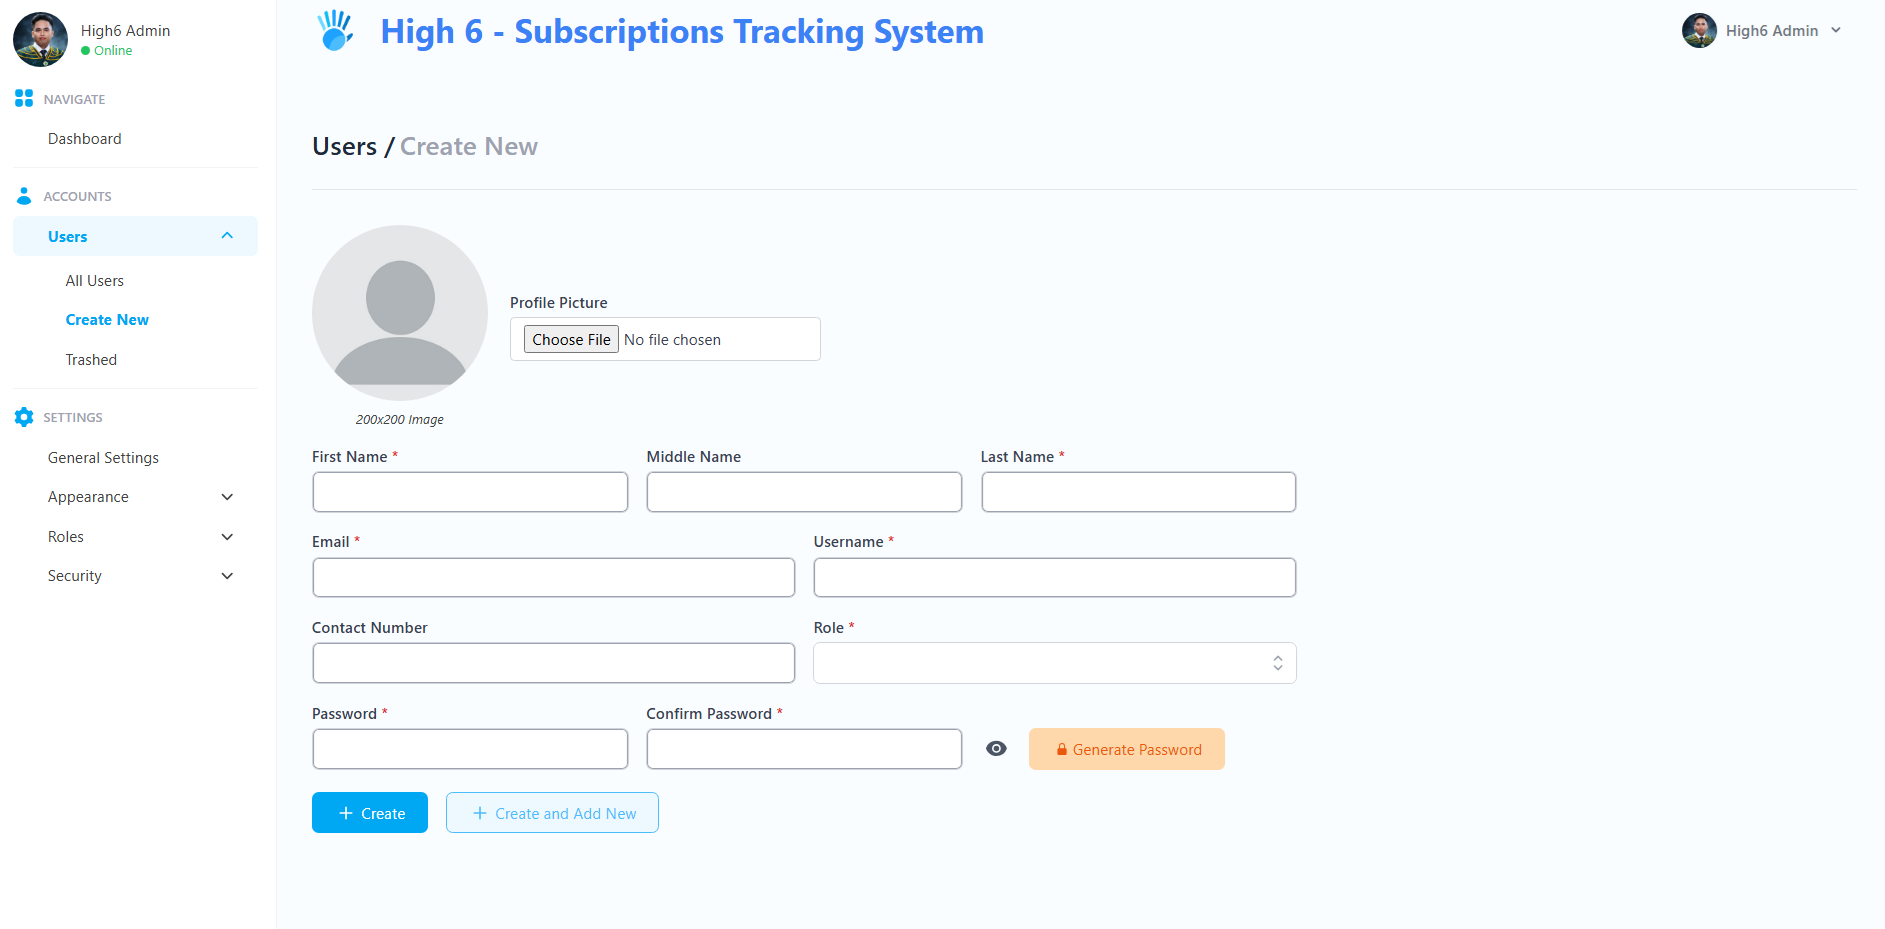 High6 Admin
Online
NAVIGATE
Dashboard
ACCOUNTS
Users
All Users
Create New
Trashed
SETTINGS
General Settings
Appearance
Roles
Security
High 6 - Subscriptions Tracking System
High6 Admin
Users / Create New
Profile Picture
Choose File No file chosen
200x200 Image
First Name * Middle Name Last Name *
Email * Username *
Contact Number Role *
Password * Confirm Password *
Generate Password
+ Create + Create and Add New